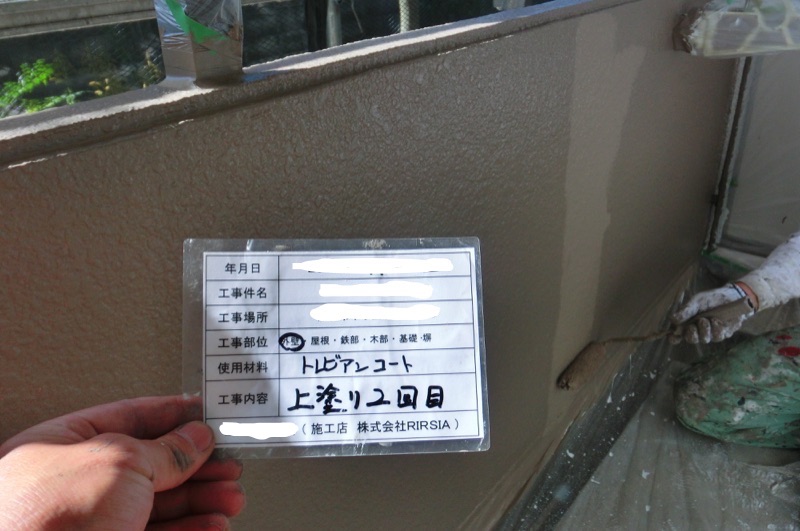 年月日
工事件名
工事場所
工事部位 外壁 屋根・鉄部・木部・基礎・塀
使用材料 トレビアンコート
工事内容 上塗り2回目
(施工店 株式会社RIRSIA)